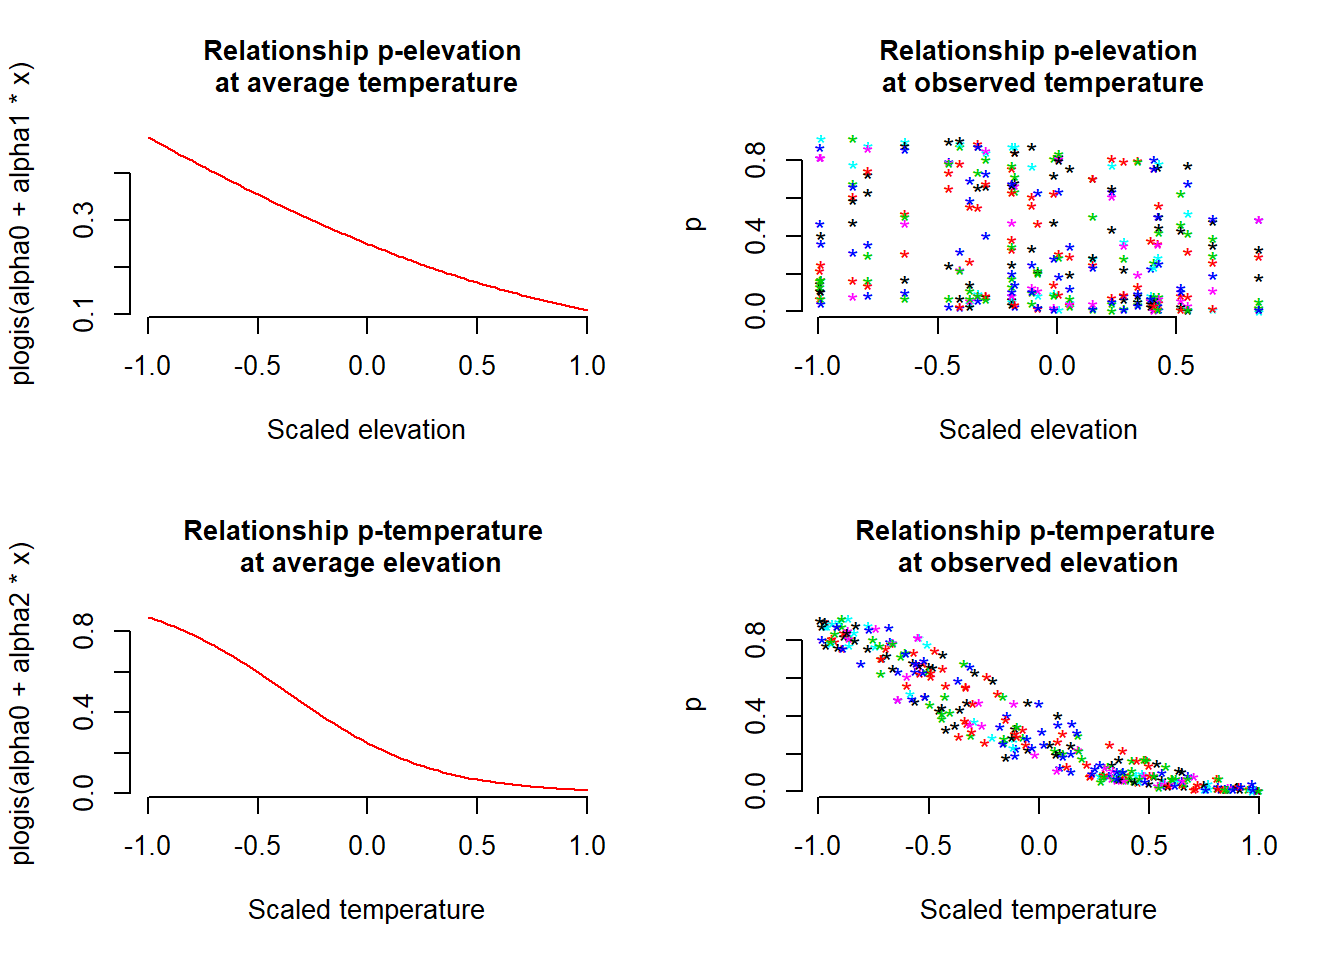 Relationship p-elevation
at average temperature
plogis(alpha0 + alpha1 * x)
0.1 0.3
-1.0 -0.5 0.0 0.5 1.0
Scaled elevation
Relationship p-elevation
at observed temperature
p
0.0 0.4 0.8
-1.0 -0.5 0.0 0.5
Scaled elevation
Relationship p-temperature
at average elevation
plogis(alpha0 + alpha2 * x)
0.0 0.4 0.8
-1.0 -0.5 0.0 0.5 1.0
Scaled temperature
Relationship p-temperature
at observed elevation
p
0.0 0.4 0.8
-1.0 -0.5 0.0 0.5 1.0
Scaled temperature